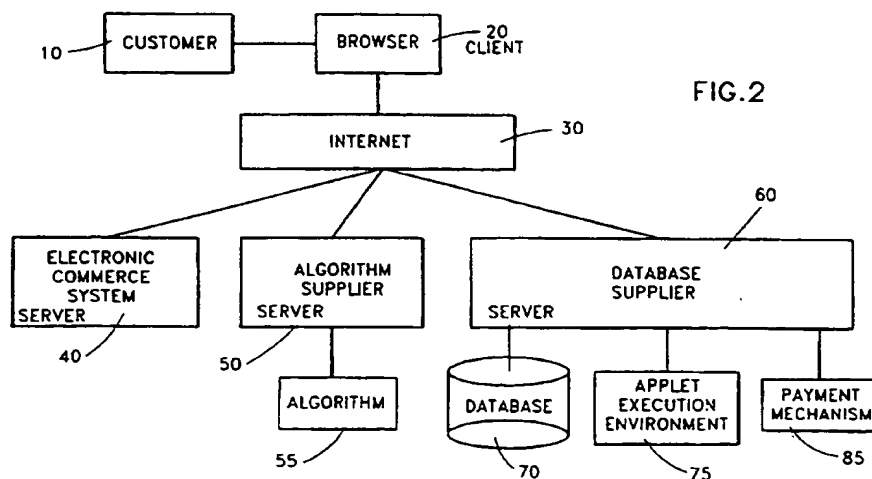 CUSTOMER
10
BROWSER
20
CLIENT
FIG.2
INTERNET
30
60
ELECTRONIC
COMMERCE
SYSTEM
SERVER
40
ALGORITHM
SUPPLIER
SERVER
50
DATABASE
SUPPLIER
SERVER
ALGORITHM
55
DATABASE
70
APPLET
EXECUTION
ENVIRONMENT
75
PAYMENT
MECHANISM
85